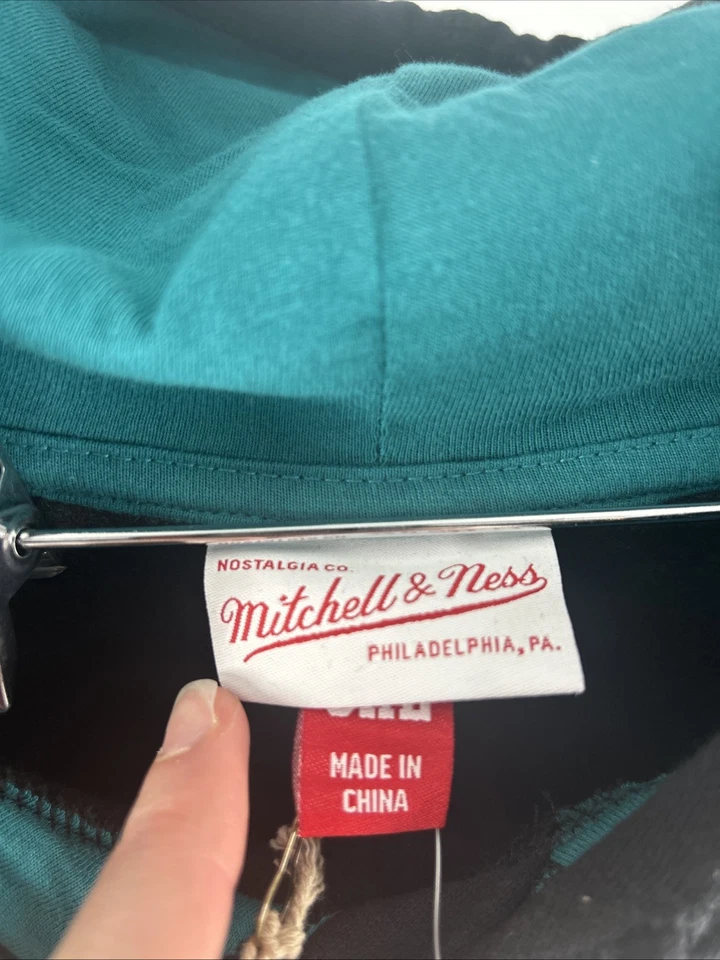 NOSTALGIA CO.
Mitchell & Ness
PHILADELPHIA, PA.
MADE IN
CHINA